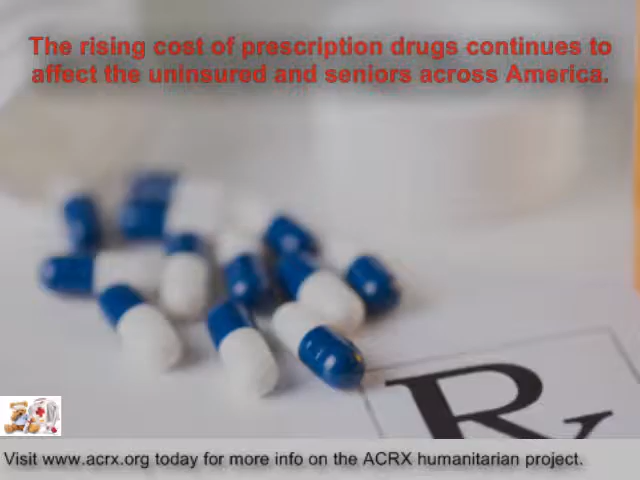 The rising cost of prescription drugs continues to
affect the uninsured and seniors across America.
Rx
Visit www.acrx.org today for more info on the ACRX humanitarian project.